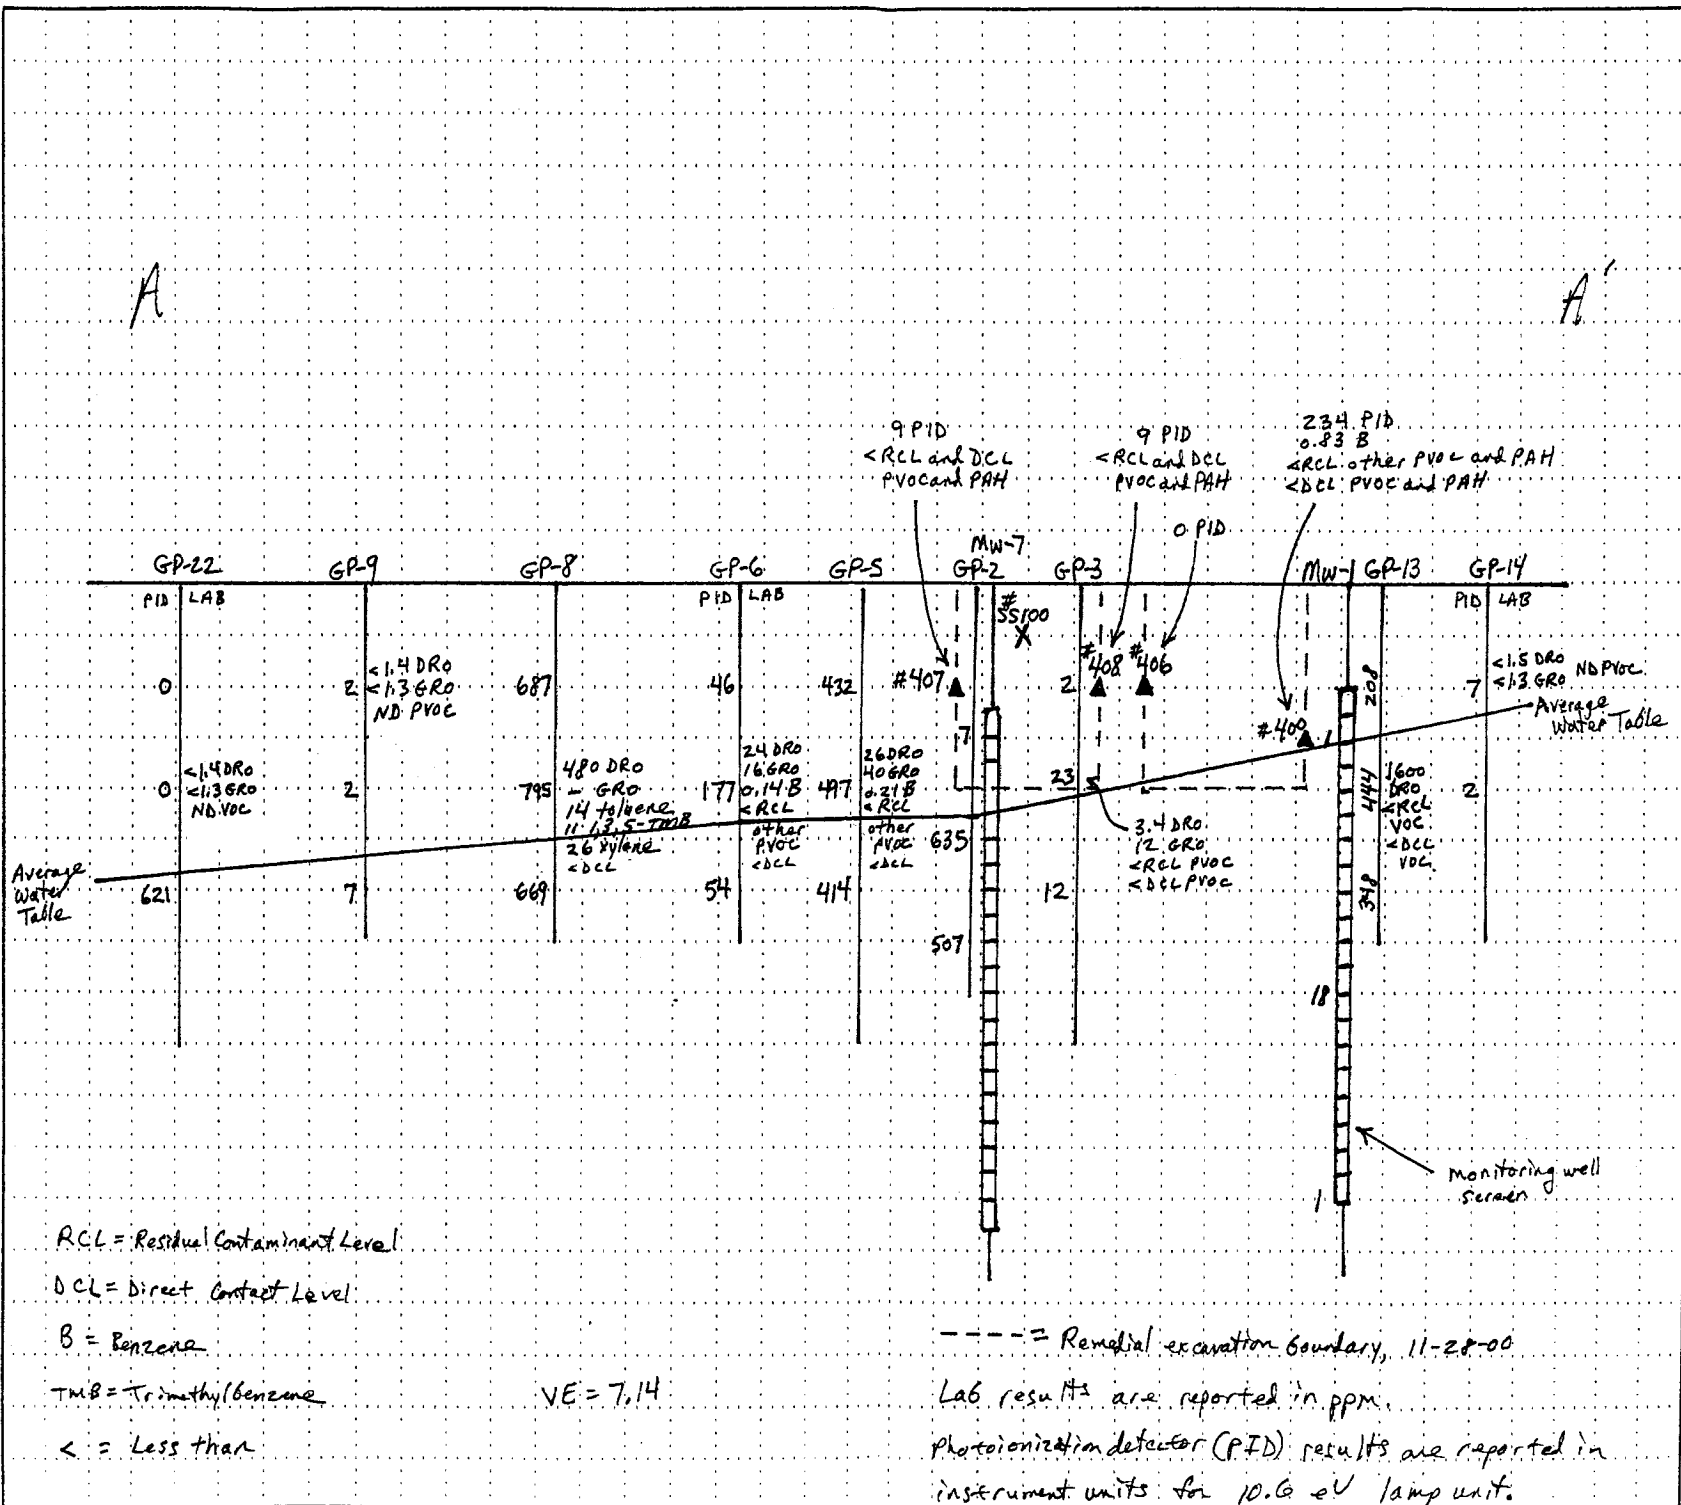 A
A'
9 PID
<RCL and DCL
PVOC and PAH
9 PID
<RCL and DCL
PVOC and PAH
234 PID
0.83 B
<RCL other PVOC and PAH
<DCL PVOC and PAH
0 PID
MW-7
GP-22
GP-9
GP-8
GP-6
GP-5
GP-2
GP-3
MW-1
GP-13
GP-14
PID LAB
PID LAB
PID LAB
# SS100
X
0
2
<1.4 DRO
<1.3 GRO
ND PVOC
687
46
432
#407
2
#408
#406
208
7
<1.5 DRO
<1.3 GRO ND PVOC
Average
Water Table
7
#400
1
0
<1.4 DRO
<1.3 GRO
ND VOC
2
795
480 DRO
- GRO
14 toluene
11 1,3,5-TMB
26 xylene
<DCL
177
24 DRO
16 GRO
0.14 B
<RCL
other
PVOC
<DCL
497
26 DRO
40 GRO
0.21 B
<RCL
other
PVOC
<DCL
635
23
5
3.4 DRO
12 GRO
<RCL PVOC
<DCL PVOC
444
1600
DRO
<RCL
VOC
<DCL
VOC
2
Average
Water
Table
621
7
669
54
414
12
348
507
18
1
monitoring well
screen
RCL = Residual Contaminant Level
DCL = Direct Contact Level
B = Benzene
TMB = Trimethylbenzene
VE = 7.14
< = Less than
---- = Remedial excavation boundary, 11-28-00
Lab results are reported in ppm.
Photoionization detector (PID) results are reported in
instrument units for 10.6 eV lamp unit.